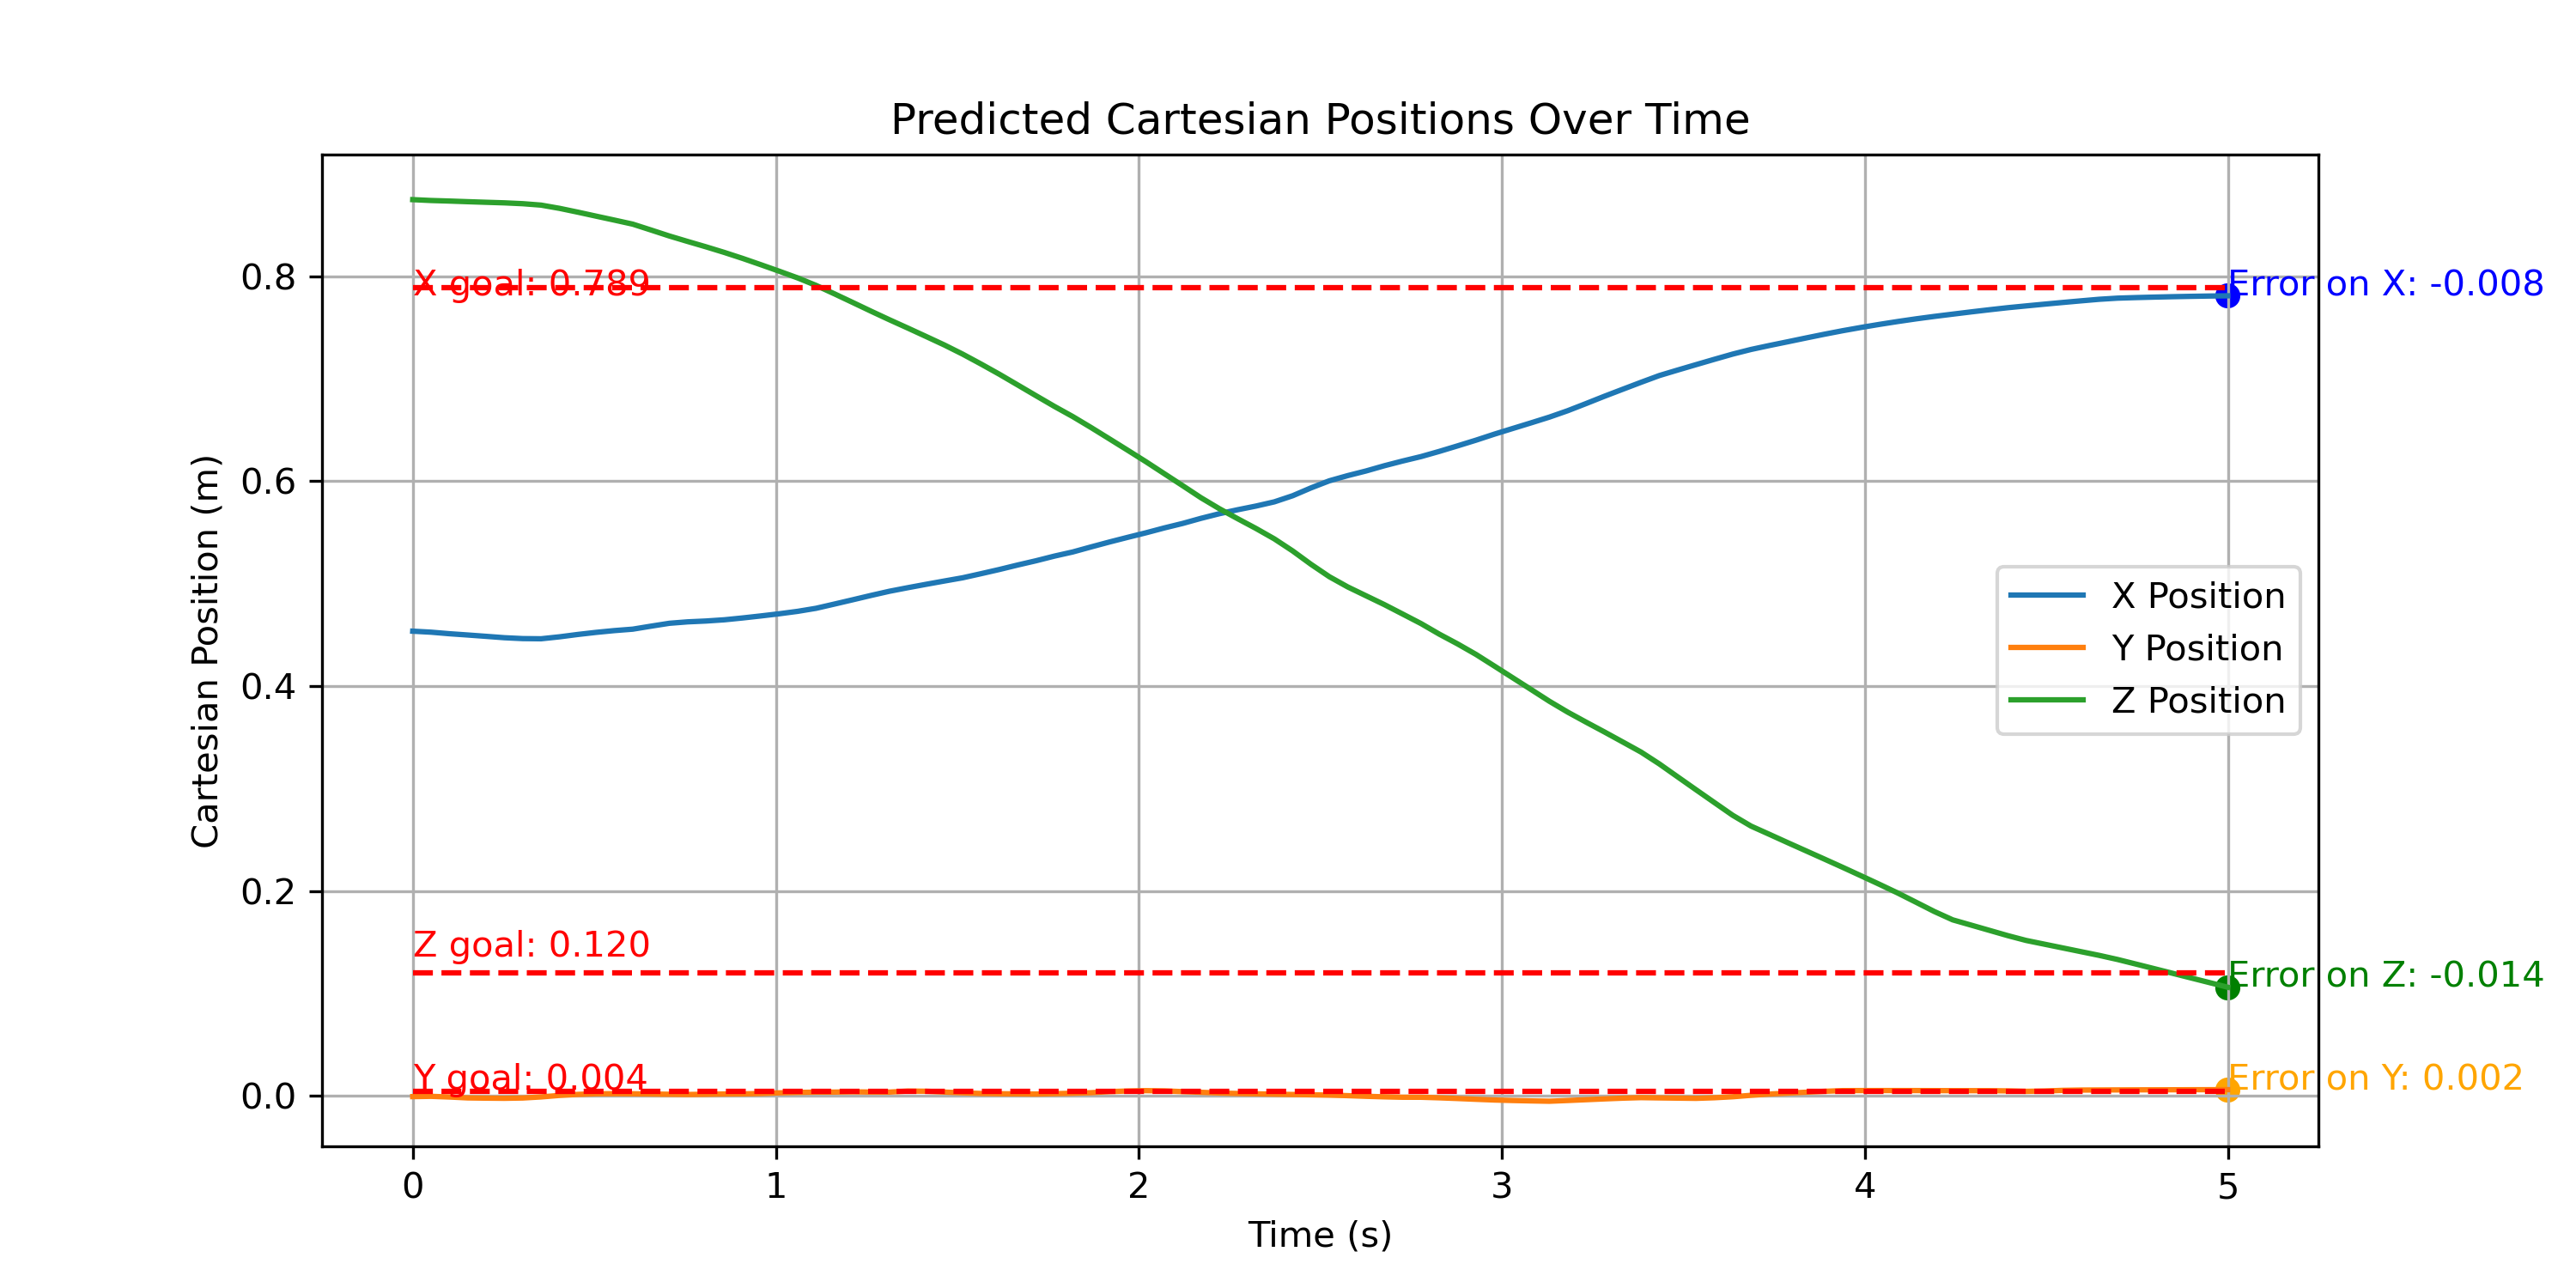 Predicted Cartesian Positions Over Time
Cartesian Position (m)
0.8
0.6
0.4
0.2
0.0
X goal: 0.789
Error on X: -0.008
X Position
Y Position
Z Position
Z goal: 0.120
Error on Z: -0.014
Y goal: 0.004
Error on Y: 0.002
0 1 2 3 4 5
Time (s)